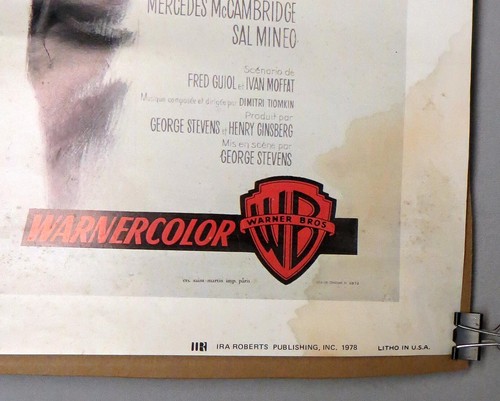 MERCEDES McCAMBRIDGE
SAL MINEO
Scénario de
FRED GUIOL et IVAN MOFFAT
Musique composée et dirigée par DIMITRI TIOMKIN
Produit par
GEORGE STEVENS et HENRY GINSBERG
Mis en scène par
GEORGE STEVENS
WARNERCOLOR
WB
WARNER BROS
IR IRA ROBERTS PUBLISHING, INC. 1978
LITHO IN U.S.A.